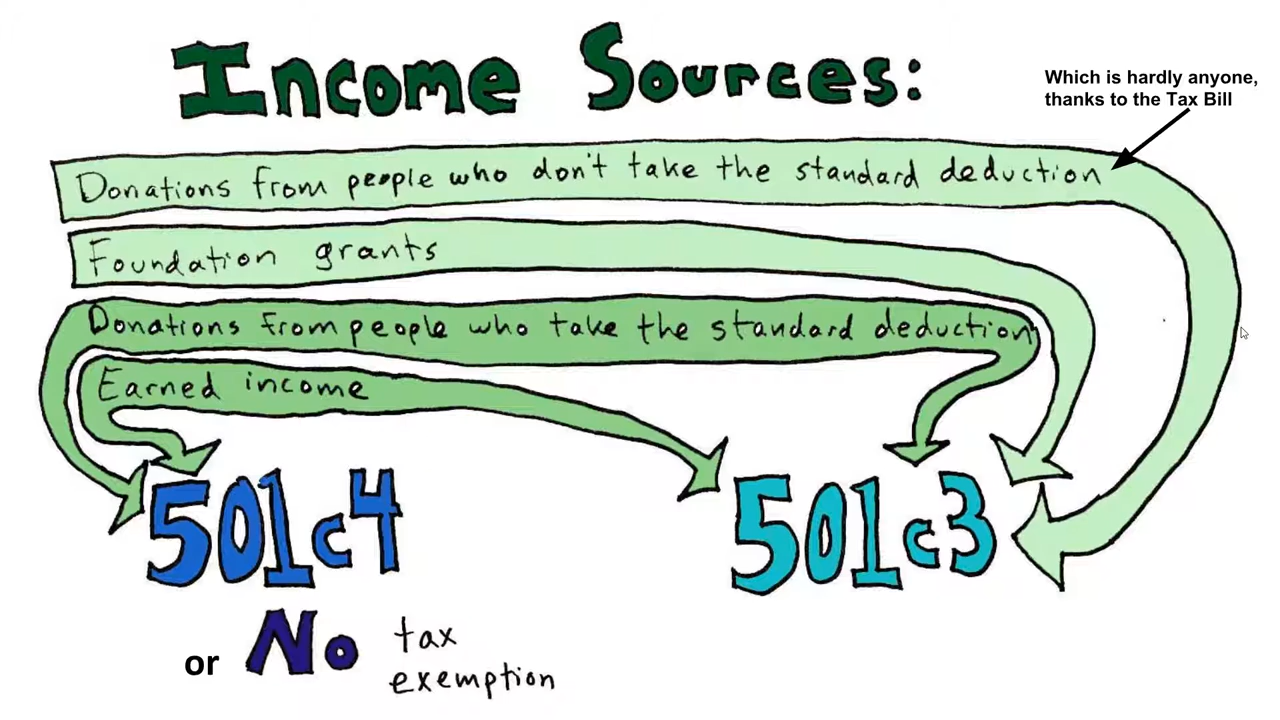 Income Sources:
Which is hardly anyone,
thanks to the Tax Bill
Donations from people who don't take the standard deduction
Foundation grants
Donations from people who take the standard deduction
Earned income
501c4
501c3
or No tax
exemption